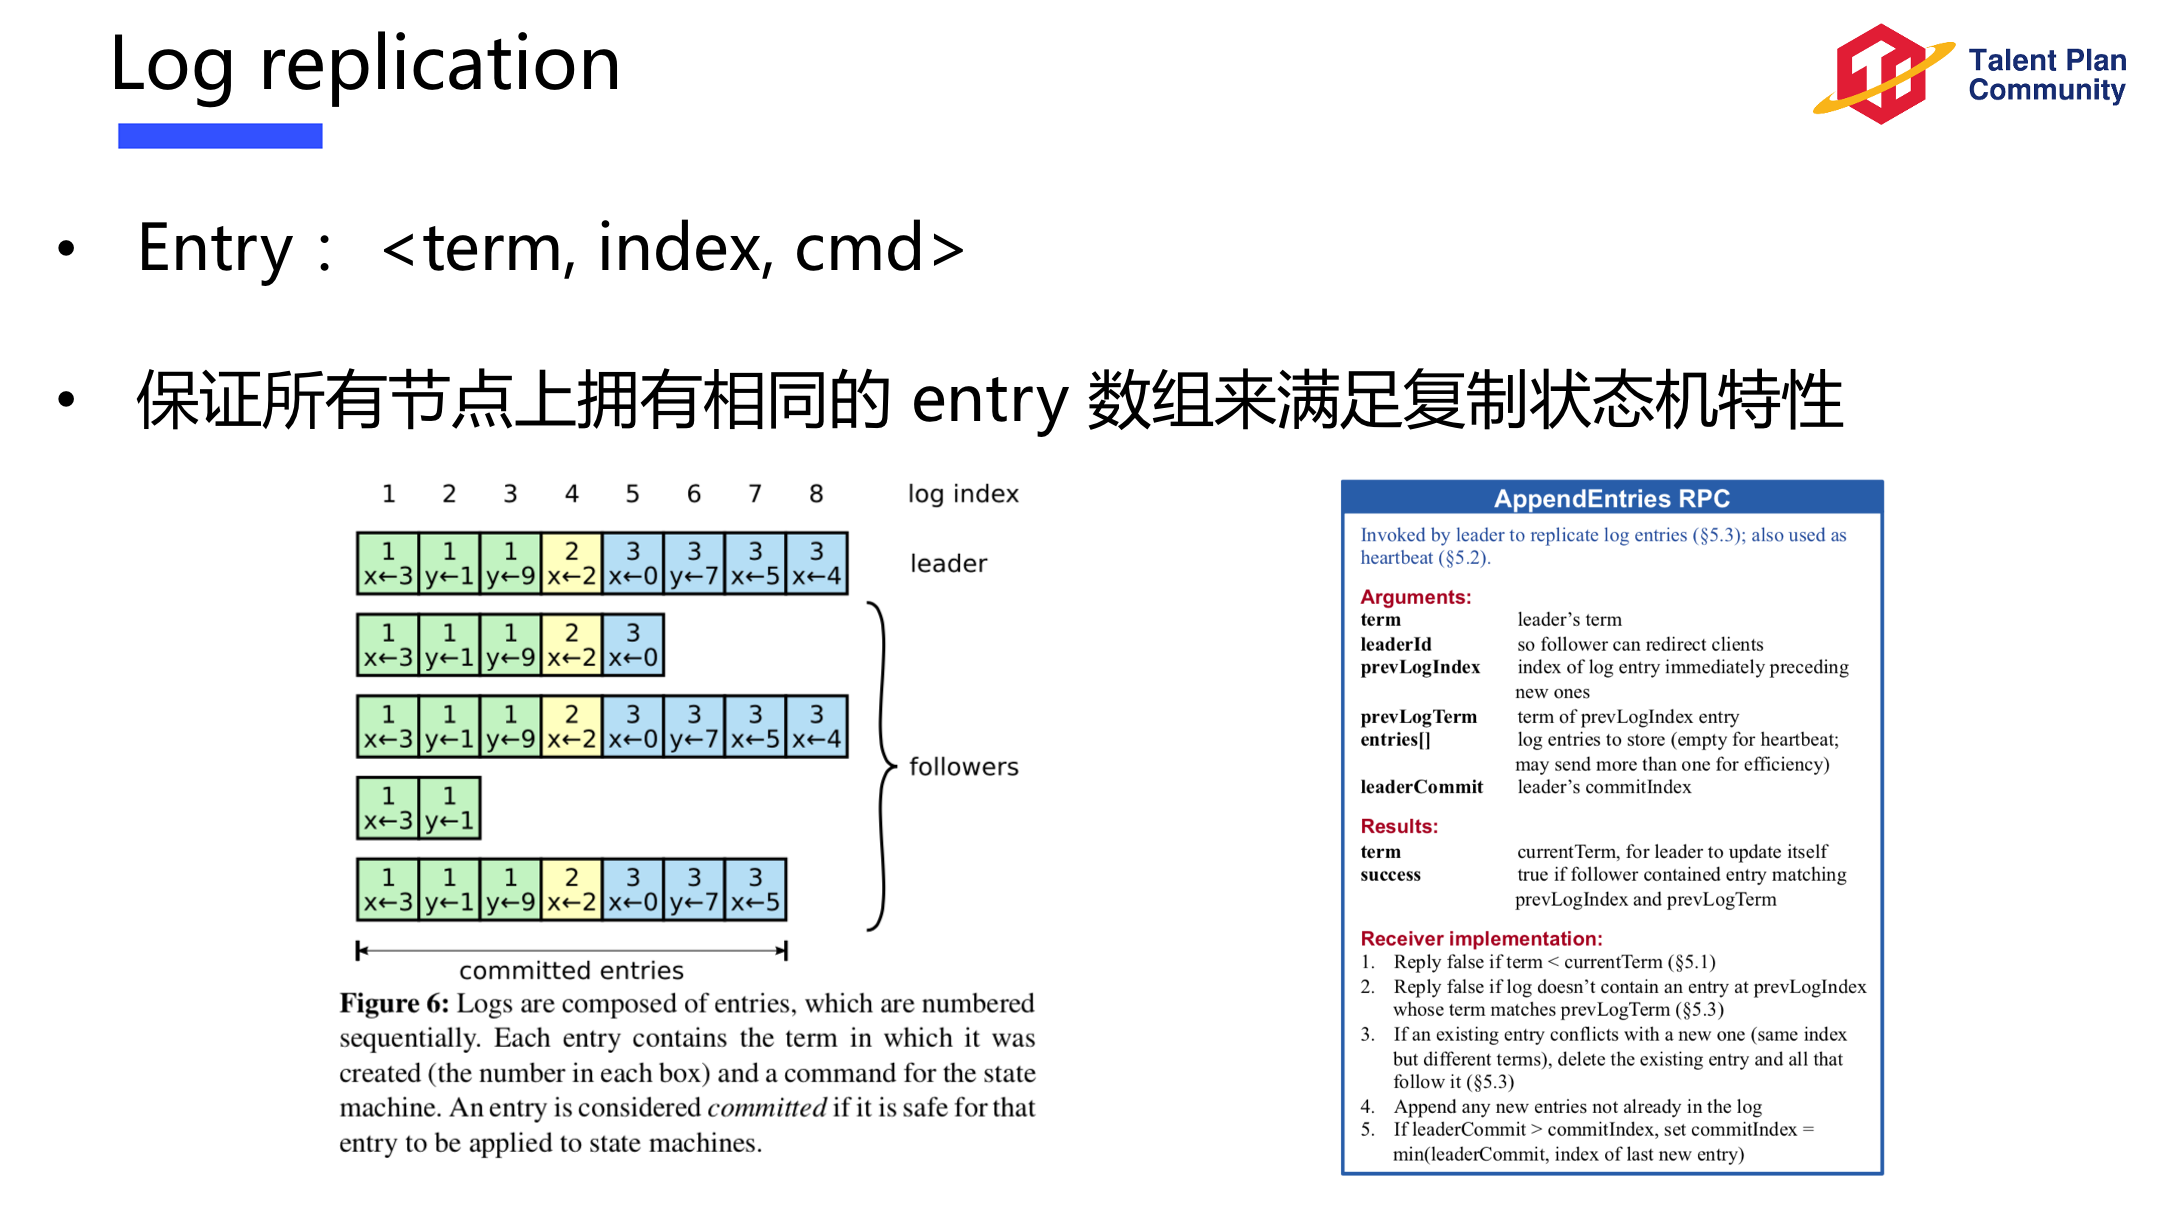 Log replication
Talent Plan
Community
• Entry： <term, index, cmd>
• 保证所有节点上拥有相同的 entry 数组来满足复制状态机特性
1 2 3 4 5 6 7 8 log index
1 1 1 2 3 3 3 3
x←3 y←1 y←9 x←2 x←0 y←7 x←5 x←4
leader
1 1 1 2 3
x←3 y←1 y←9 x←2 x←0
1 1 1 2 3 3 3 3
x←3 y←1 y←9 x←2 x←0 y←7 x←5 x←4
followers
1 1
x←3 y←1
1 1 1 2 3 3 3
x←3 y←1 y←9 x←2 x←0 y←7 x←5
committed entries
Figure 6: Logs are composed of entries, which are numbered
sequentially. Each entry contains the term in which it was
created (the number in each box) and a command for the state
machine. An entry is considered committed if it is safe for that
entry to be applied to state machines.
AppendEntries RPC
Invoked by leader to replicate log entries (§5.3); also used as
heartbeat (§5.2).
Arguments:
term leader’s term
leaderId so follower can redirect clients
prevLogIndex index of log entry immediately preceding
new ones
prevLogTerm term of prevLogIndex entry
entries[] log entries to store (empty for heartbeat;
may send more than one for efficiency)
leaderCommit leader’s commitIndex
Results:
term currentTerm, for leader to update itself
success true if follower contained entry matching
prevLogIndex and prevLogTerm
Receiver implementation:
1. Reply false if term < currentTerm (§5.1)
2. Reply false if log doesn’t contain an entry at prevLogIndex
whose term matches prevLogTerm (§5.3)
3. If an existing entry conflicts with a new one (same index
but different terms), delete the existing entry and all that
follow it (§5.3)
4. Append any new entries not already in the log
5. If leaderCommit > commitIndex, set commitIndex =
min(leaderCommit, index of last new entry)